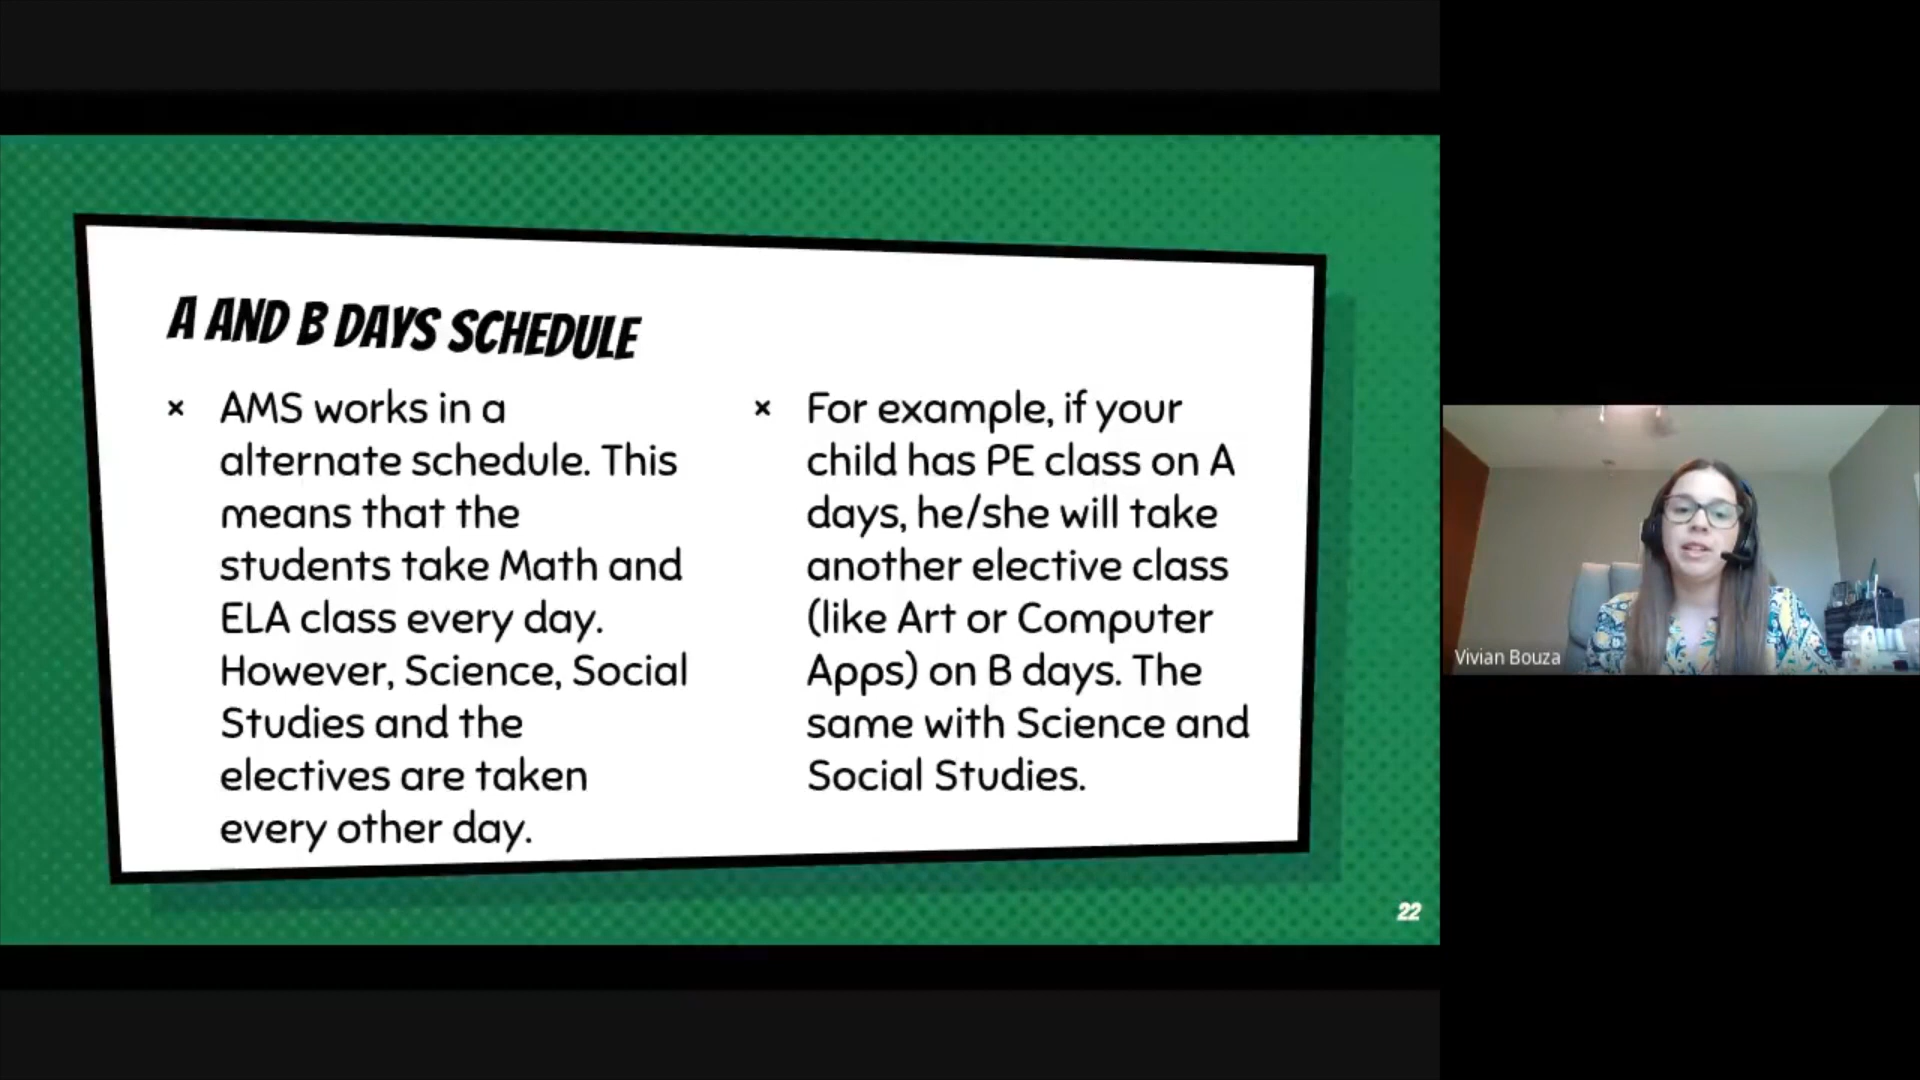 A AND B DAYS SCHEDULE
× AMS works in a
alternate schedule. This
means that the
students take Math and
ELA class every day.
However, Science, Social
Studies and the
electives are taken
every other day.
× For example, if your
child has PE class on A
days, he/she will take
another elective class
(like Art or Computer
Apps) on B days. The
same with Science and
Social Studies.
22
Vivian Bouza